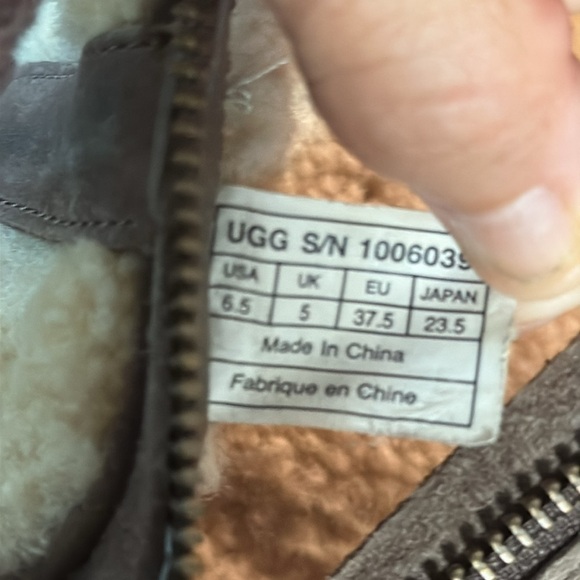 UGG S/N 1006039
USA UK EU JAPAN
6.5 5 37.5 23.5
Made In China
Fabrique en Chine